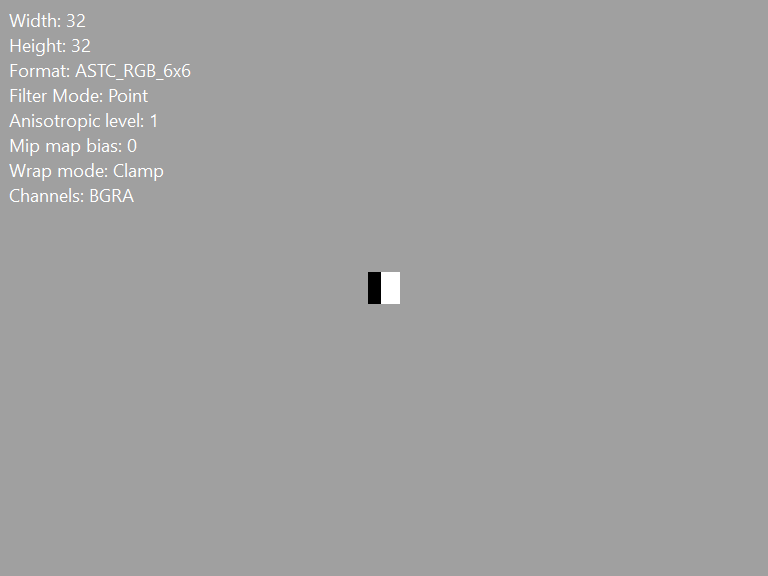 Width: 32
Height: 32
Format: ASTC_RGB_6x6
Filter Mode: Point
Anisotropic level: 1
Mip map bias: 0
Wrap mode: Clamp
Channels: BGRA